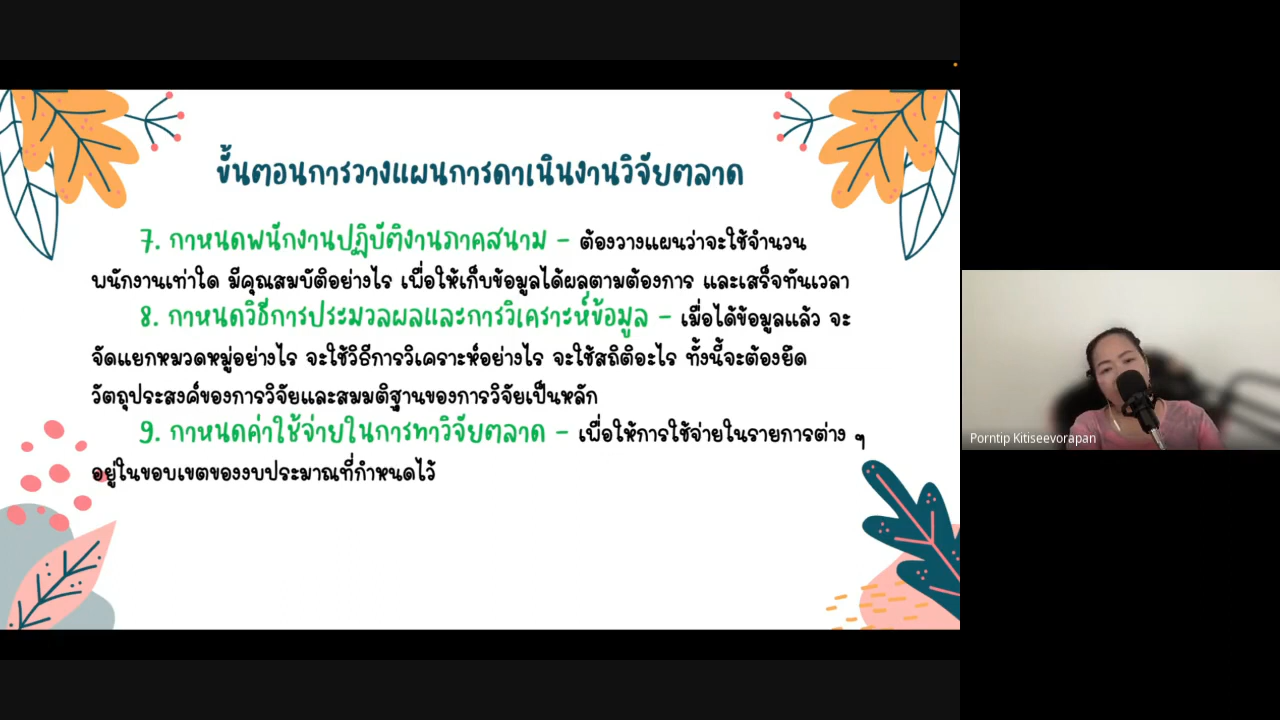 ขั้นตอนการวางแผนการดาเนินงานวิจัยตลาด
7. กาหนดพนักงานปฏิบัติงานภาคสนาม – ต้องวางแผนว่าจะใช้จำนวน
พนักงานเท่าใด มีคุณสมบัติอย่างไร เพื่อให้เก็บข้อมูลได้ผลตามต้องการ และเสร็จทันเวลา
8. กาหนดวิธีการประมวลผลและการวิเคราะห์ข้อมูล – เมื่อได้ข้อมูลแล้ว จะ
จัดแยกหมวดหมู่อย่างไร จะใช้วิธีการวิเคราะห์อย่างไร จะใช้สถิติอะไร ทั้งนี้จะต้องยึด
วัตถุประสงค์ของการวิจัยและสมมติฐานของการวิจัยเป็นหลัก
9. กาหนดค่าใช้จ่ายในการทาวิจัยตลาด – เพื่อให้การใช้จ่ายในรายการต่าง ๆ
อยู่ในขอบเขตของงบประมาณที่กำหนดไว้
Porntip Kitiseevorapan